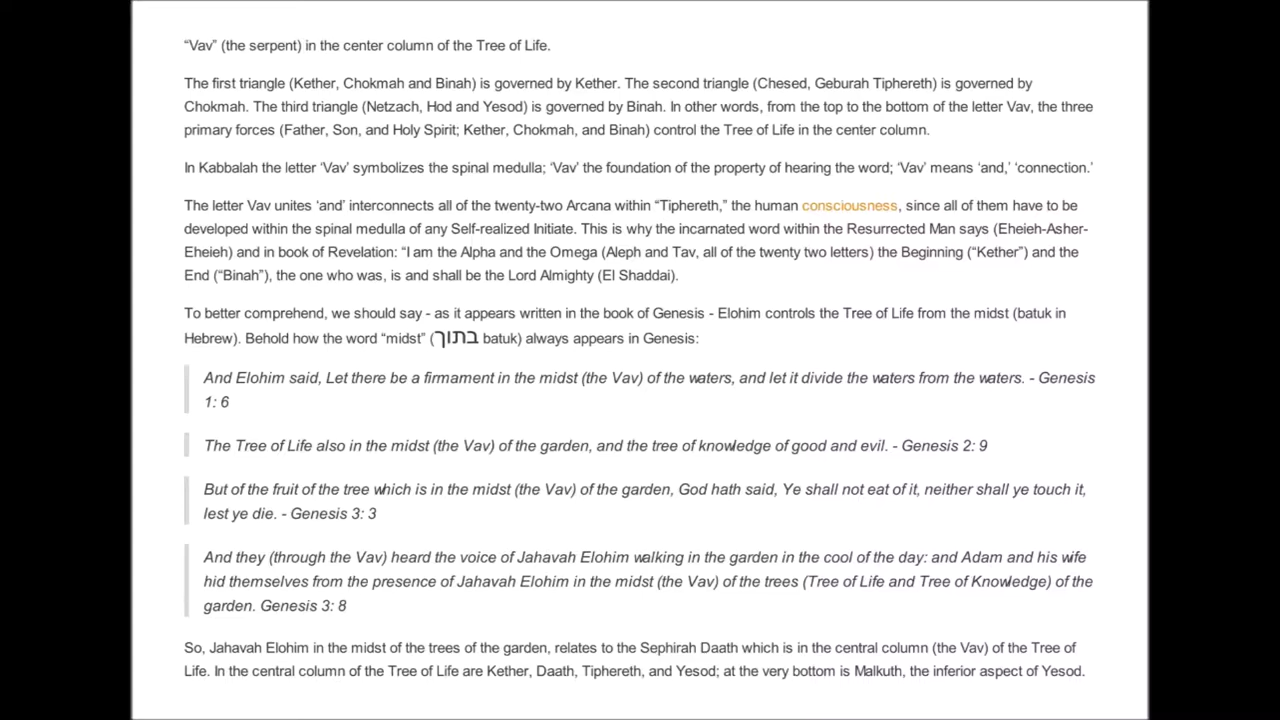 “Vav” (the serpent) in the center column of the Tree of Life.
The first triangle (Kether, Chokmah and Binah) is governed by Kether. The second triangle (Chesed, Geburah Tiphereth) is governed by
Chokmah. The third triangle (Netzach, Hod and Yesod) is governed by Binah. In other words, from the top to the bottom of the letter Vav, the three
primary forces (Father, Son, and Holy Spirit; Kether, Chokmah, and Binah) control the Tree of Life in the center column.
In Kabbalah the letter ‘Vav’ symbolizes the spinal medulla; ‘Vav’ the foundation of the property of hearing the word; ‘Vav’ means ‘and,’ ‘connection.’
The letter Vav unites ‘and’ interconnects all of the twenty-two Arcana within “Tiphereth,” the human consciousness, since all of them have to be
developed within the spinal medulla of any Self-realized Initiate. This is why the incarnated word within the Resurrected Man says (Eheieh-Asher-
Eheieh) and in book of Revelation: “I am the Alpha and the Omega (Aleph and Tav, all of the twenty two letters) the Beginning (“Kether”) and the
End (“Binah”), the one who was, is and shall be the Lord Almighty (El Shaddai).
To better comprehend, we should say - as it appears written in the book of Genesis - Elohim controls the Tree of Life from the midst (batuk in
Hebrew). Behold how the word “midst” (בתוך batuk) always appears in Genesis:
And Elohim said, Let there be a firmament in the midst (the Vav) of the waters, and let it divide the waters from the waters. - Genesis
1: 6
The Tree of Life also in the midst (the Vav) of the garden, and the tree of knowledge of good and evil. - Genesis 2: 9
But of the fruit of the tree which is in the midst (the Vav) of the garden, God hath said, Ye shall not eat of it, neither shall ye touch it,
lest ye die. - Genesis 3: 3
And they (through the Vav) heard the voice of Jahavah Elohim walking in the garden in the cool of the day: and Adam and his wife
hid themselves from the presence of Jahavah Elohim in the midst (the Vav) of the trees (Tree of Life and Tree of Knowledge) of the
garden. Genesis 3: 8
So, Jahavah Elohim in the midst of the trees of the garden, relates to the Sephirah Daath which is in the central column (the Vav) of the Tree of
Life. In the central column of the Tree of Life are Kether, Daath, Tiphereth, and Yesod; at the very bottom is Malkuth, the inferior aspect of Yesod.